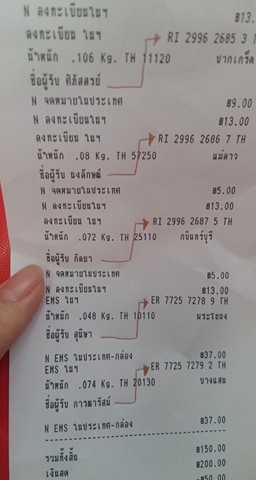 N ลงทะเบียนในฯ ฿13.
ลงทะเบียน ในฯ RI 2996 2685 3 T
น้ำหนัก .106 Kg. TH 11120 ปากเกร็ด
ชื่อผู้รับ ศิภัสสรย์
N จดหมายในประเทศ ฿9.00
N ลงทะเบียนในฯ ฿13.00
ลงทะเบียน ในฯ RI 2996 2686 7 TH
น้ำหนัก .08 Kg. TH 57250 แม่ลาว
ชื่อผู้รับ นงลักษณ์
N จดหมายในประเทศ ฿5.00
N ลงทะเบียนในฯ ฿13.00
ลงทะเบียน ในฯ RI 2996 2687 5 TH
น้ำหนัก .072 Kg. TH 25110 กบินทร์บุรี
ชื่อผู้รับ กัลยา
N จดหมายในประเทศ ฿5.00
N ลงทะเบียนในฯ ฿13.00
EMS ในฯ ER 7725 7278 9 TH
น้ำหนัก .048 Kg. TH 10110 พระโขนง
ชื่อผู้รับ สุนิษา
N EMS ในประเทศ-กล่อง ฿37.00
EMS ในฯ ER 7725 7279 2 TH
น้ำหนัก .074 Kg. TH 20130 บางแสน
ชื่อผู้รับ
N EMS ในประเทศ-กล่อง ฿37.00
รวมทั้งสิ้น ฿150.00
เงินสด ฿200.00
-฿50.00